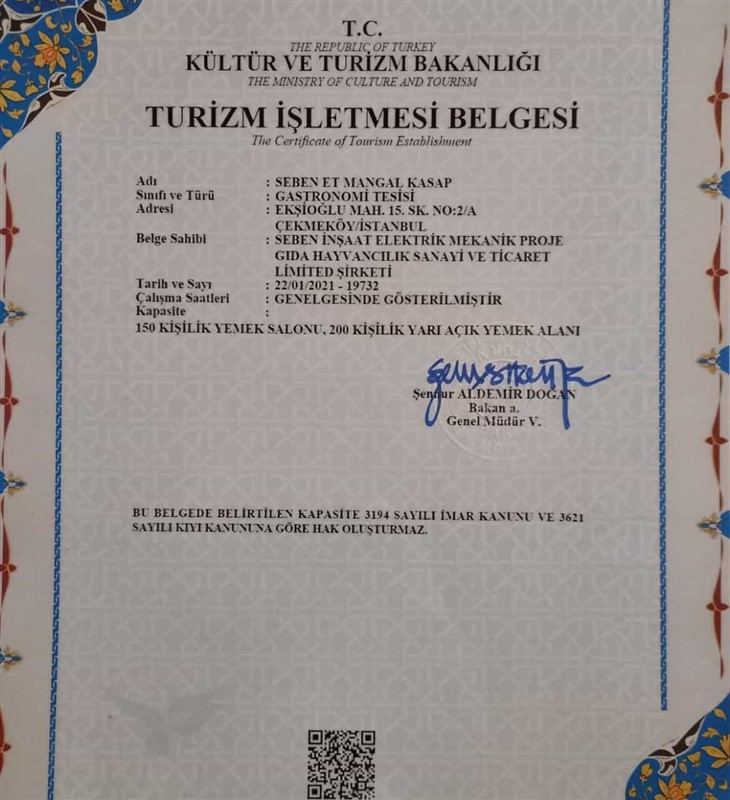 T.C.
THE REPUBLIC OF TURKEY
KÜLTÜR VE TURİZM BAKANLIĞI
THE MINISTRY OF CULTURE AND TOURISM
TURİZM İŞLETMESİ BELGESİ
The Certificate of Tourism Establishment
Adı : SEBEN ET MANGAL KASAP
Sınıfı ve Türü : GASTRONOMİ TESİSİ
Adresi : EKŞİOĞLU MAH. 15. SK. NO:2/A
ÇEKMEKÖY/İSTANBUL
Belge Sahibi : SEBEN İNŞAAT ELEKTRİK MEKANİK PROJE
GIDA HAYVANCILIK SANAYİ VE TİCARET
LİMİTED ŞİRKETİ
Tarih ve Sayı : 22/01/2021 - 19732
Çalışma Saatleri : GENELGESİNDE GÖSTERİLMİŞTİR
Kapasite :
150 KİŞİLİK YEMEK SALONU, 200 KİŞİLİK YARI AÇIK YEMEK ALANI
Şennur ALDEMİR DOĞAN
Bakan a.
Genel Müdür V.
BU BELGEDE BELİRTİLEN KAPASİTE 3194 SAYILI İMAR KANUNU VE 3621
SAYILI KIYI KANUNUNA GÖRE HAK OLUŞTURMAZ.